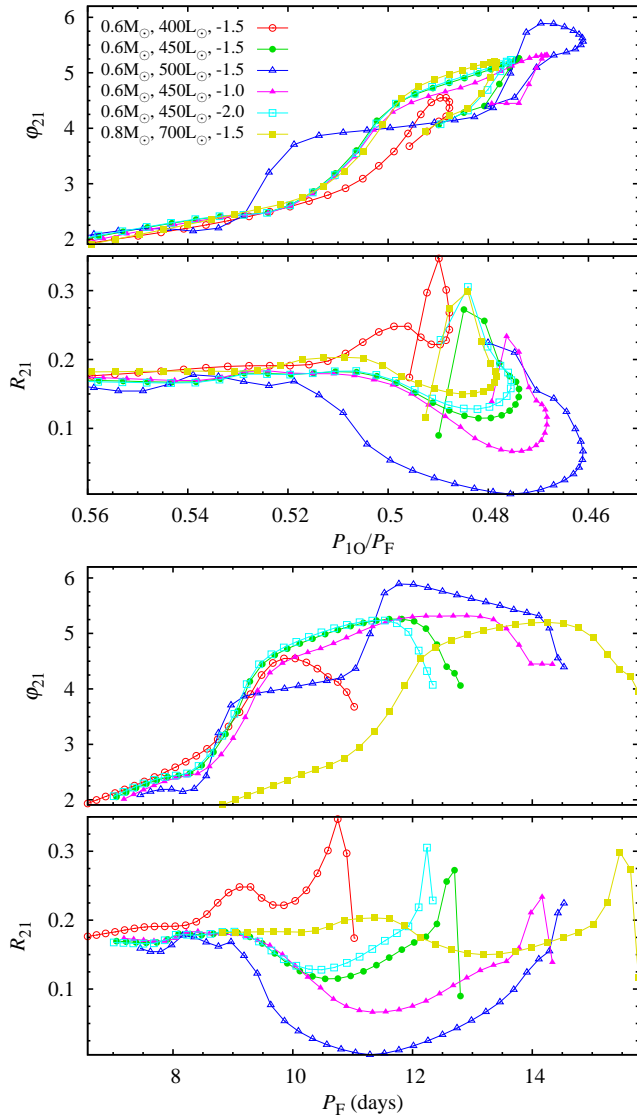 0.6M☉, 400L☉, -1.5
0.6M☉, 450L☉, -1.5
0.6M☉, 500L☉, -1.5
0.6M☉, 450L☉, -1.0
0.6M☉, 450L☉, -2.0
0.8M☉, 700L☉, -1.5
φ21
6
5
4
3
2
R21
0.3
0.2
0.1
0.56 0.54 0.52 0.5 0.48 0.46
P1O/PF
φ21
6
5
4
3
2
R21
0.3
0.2
0.1
8 10 12 14
PF (days)